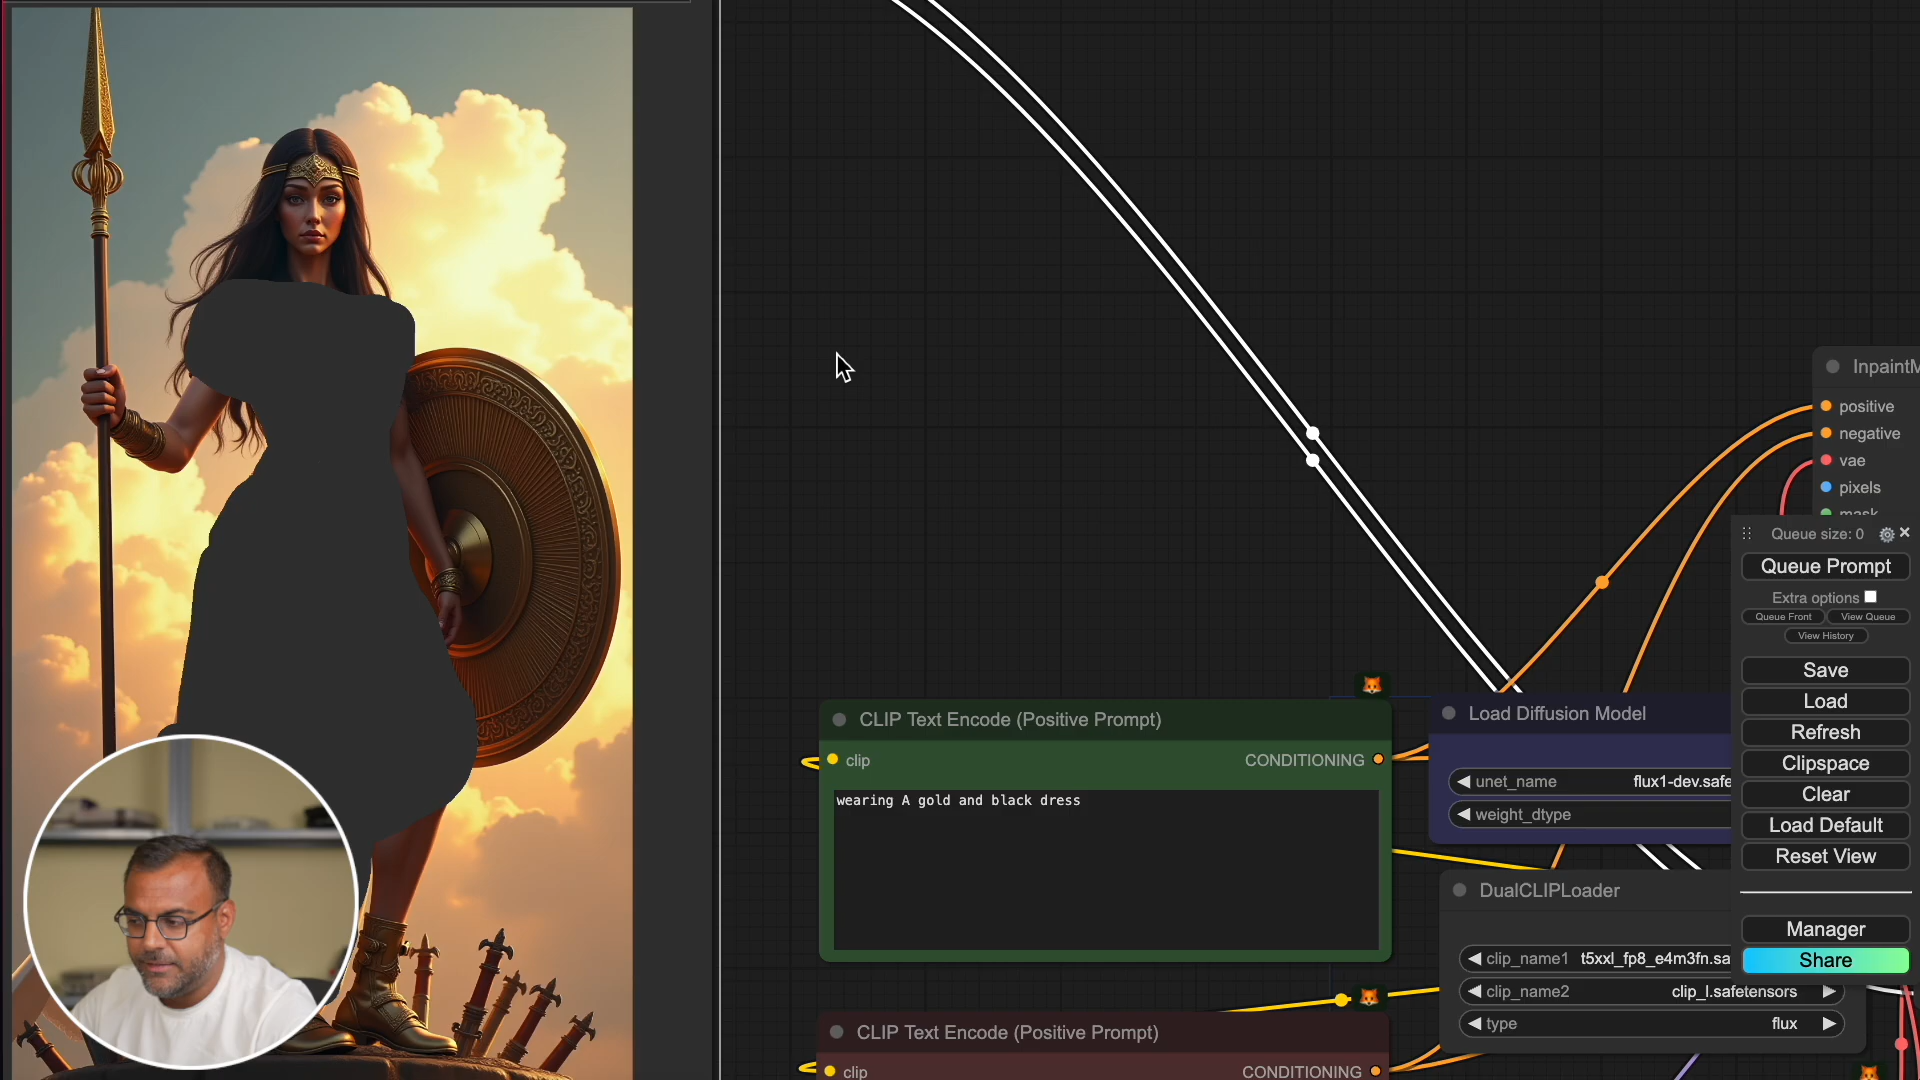 InpaintM
positive
negative
vae
pixels
mask
Queue size: 0
Queue Prompt
Extra options
Queue Front
View Queue
View History
Save
Load
Refresh
Clipspace
Clear
Load Default
Reset View
Manager
Share
CLIP Text Encode (Positive Prompt)
clip
CONDITIONING
wearing A gold and black dress
Load Diffusion Model
unet_name
flux1-dev.safe
weight_dtype
DualCLIPLoader
clip_name1
t5xxl_fp8_e4m3fn.sa
clip_name2
clip_l.safetensors
type
flux
CLIP Text Encode (Positive Prompt)
clip
CONDITIONING